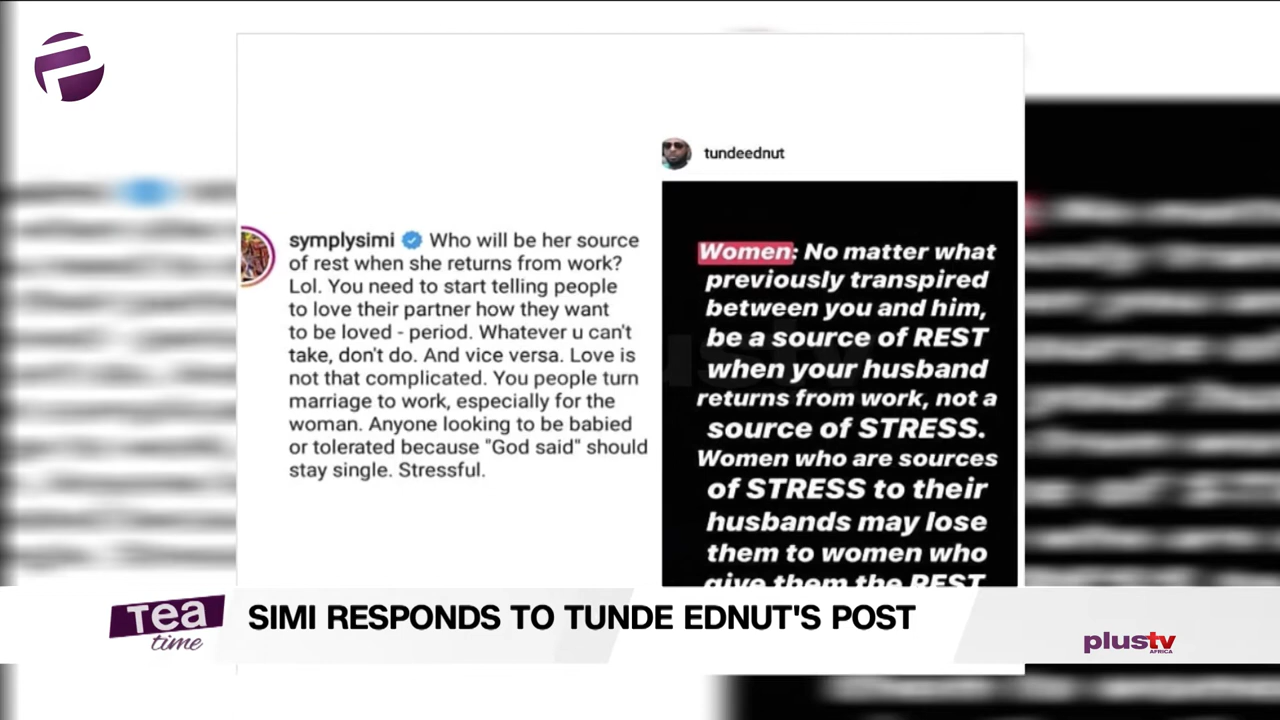 symplysimi Who will be her source
of rest when she returns from work?
Lol. You need to start telling people
to love their partner how they want
to be loved - period. Whatever u can't
take, don't do. And vice versa. Love is
not that complicated. You people turn
marriage to work, especially for the
woman. Anyone looking to be babied
or tolerated because "God said" should
stay single. Stressful.
tundeednut
Women: No matter what
previously transpired
between you and him,
be a source of REST
when your husband
returns from work, not a
source of STRESS.
Women who are sources
of STRESS to their
husbands may lose
them to women who
give them the REST
Tea
time
SIMI RESPONDS TO TUNDE EDNUT'S POST
plustv
AFRICA